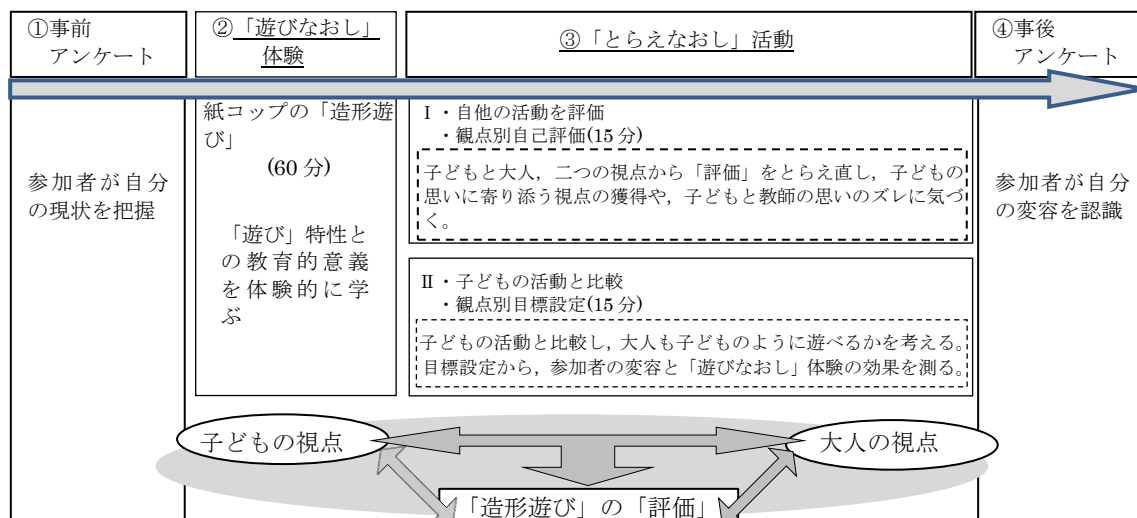 ①事前
アンケート
②「遊びなおし」
体験
③「とらえなおし」活動
④事後
アンケート
参加者が自分
の現状を把握
紙コップの「造形遊
び」
(60 分)
「遊び」特性と
の教育的意義
を体験的に学
ぶ
Ⅰ・自他の活動を評価
・観点別自己評価(15 分)
子どもと大人，二つの視点から「評価」をとらえ直し，子どもの
思いに寄り添う視点の獲得や，子どもと教師の思いのズレに気づ
く。
Ⅱ・子どもの活動と比較
・観点別目標設定(15 分)
子どもの活動と比較し，大人も子どものように遊べるかを考える。
目標設定から，参加者の変容と「遊びなおし」体験の効果を測る。
参加者が自分
の変容を認識
子どもの視点
大人の視点
「造形遊び」の「評価」